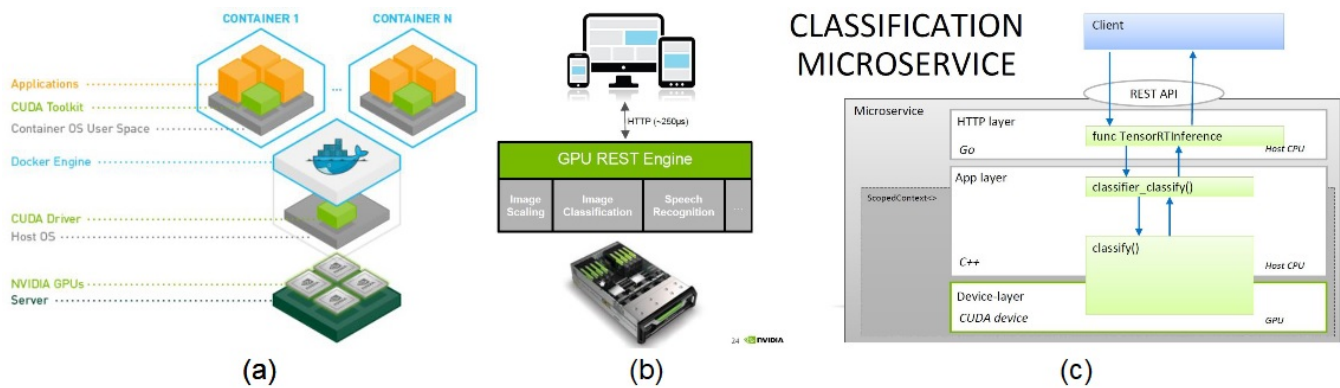 CONTAINER 1
CONTAINER N
...
Applications
CUDA Toolkit
Container OS User Space
Docker Engine
CUDA Driver
Host OS
NVIDIA GPUs
Server
(a)
HTTP (~250µs)
GPU REST Engine
Image
Scaling
Image
Classification
Speech
Recognition
...
24 NVIDIA
(b)
CLASSIFICATION
MICROSERVICE
Client
REST API
Microservice
HTTP layer
func TensorRTInference
Go
Host CPU
App layer
classifier_classify()
ScopedContext<>
classify()
C++
Host CPU
Device-layer
CUDA device
GPU
(c)